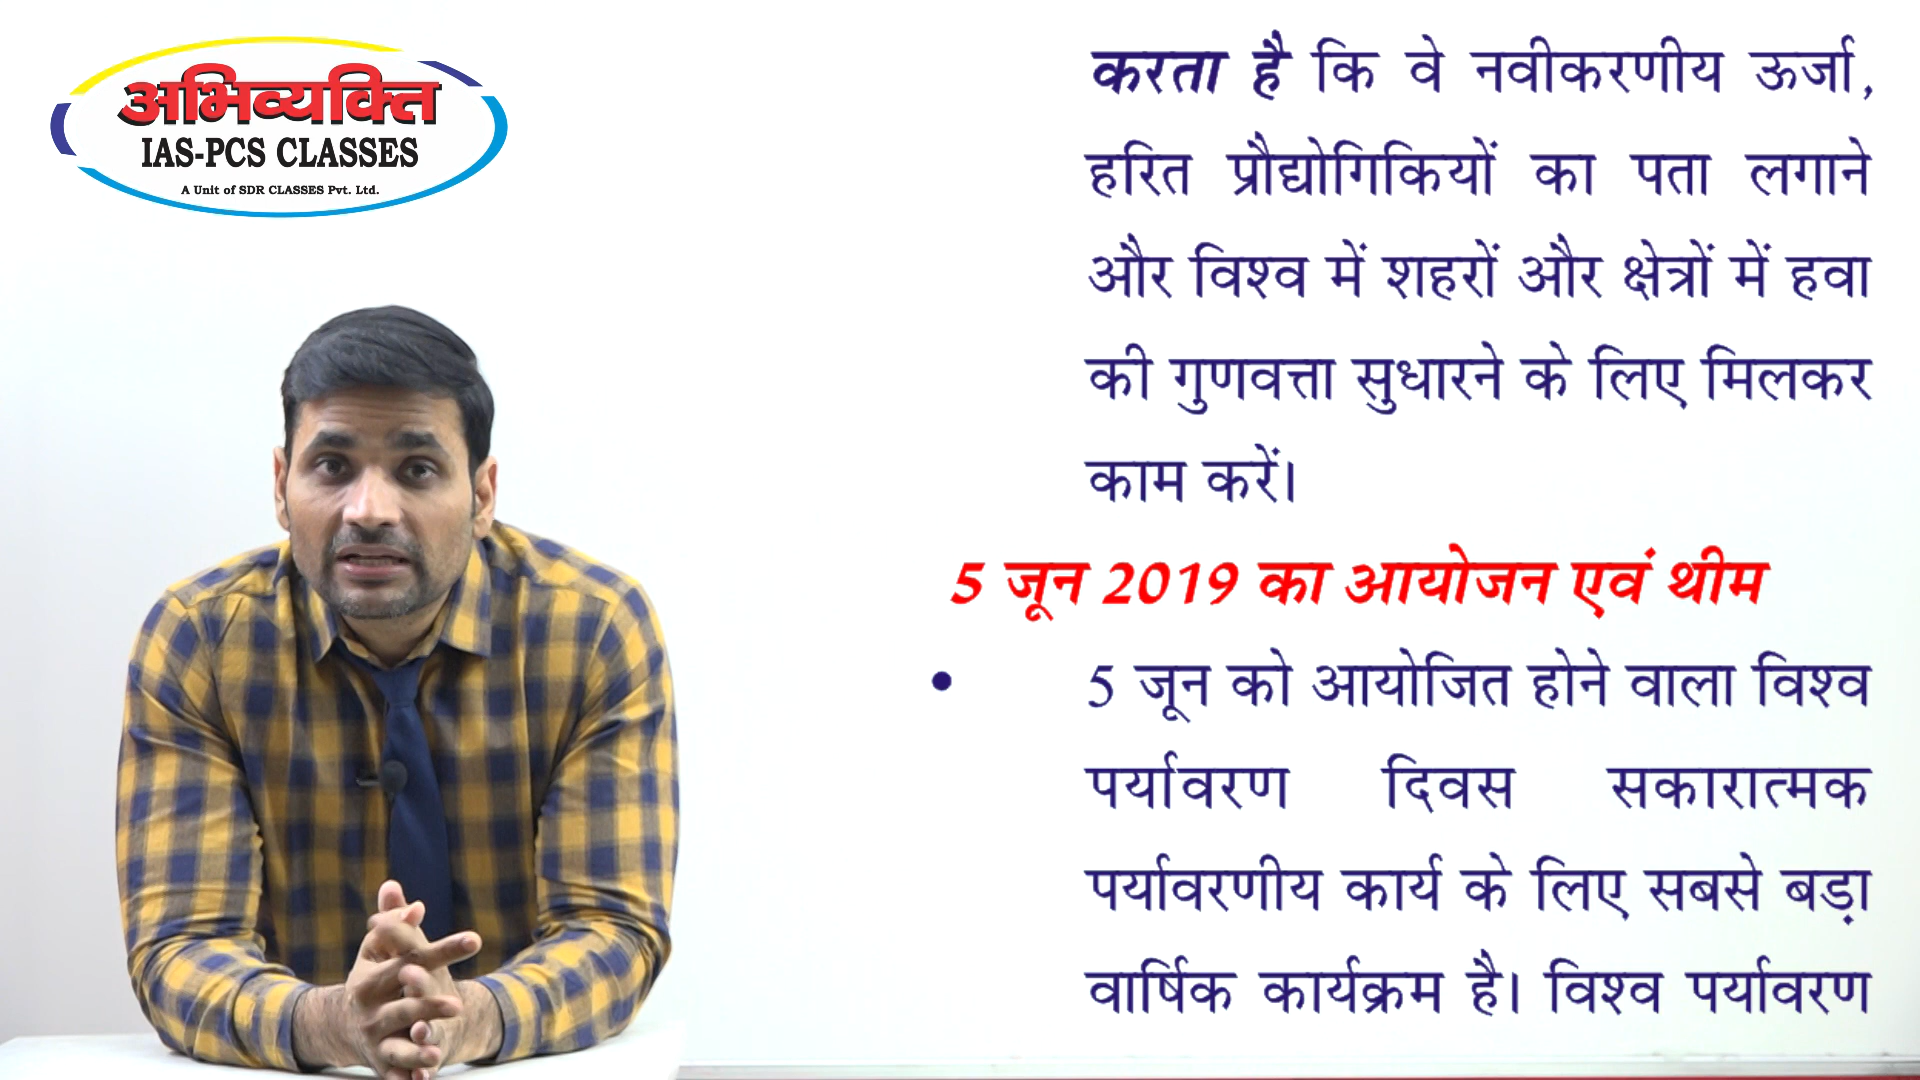 अभिव्यक्ति
IAS-PCS CLASSES
A Unit of SDR CLASSES Pvt. Ltd.
करता है कि वे नवीकरणीय ऊर्जा,
हरित प्रौद्योगिकियों का पता लगाने
और विश्व में शहरों और क्षेत्रों में हवा
की गुणवत्ता सुधारने के लिए मिलकर
काम करें।
5 जून 2019 का आयोजन एवं थीम
• 5 जून को आयोजित होने वाला विश्व
पर्यावरण दिवस सकारात्मक
पर्यावरणीय कार्य के लिए सबसे बड़ा
वार्षिक कार्यक्रम है। विश्व पर्यावरण